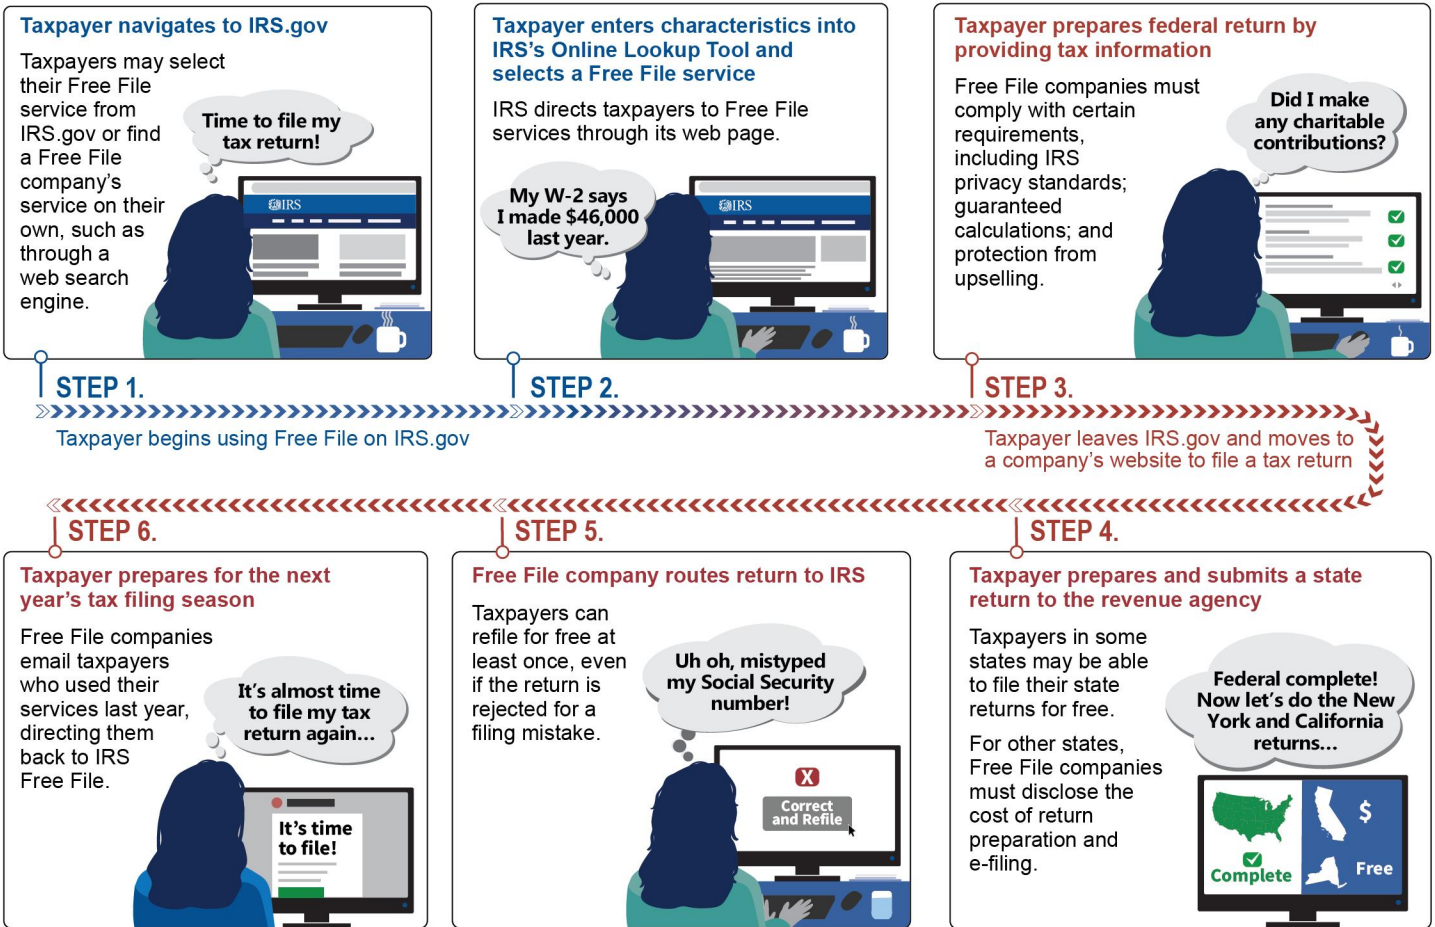 Taxpayer navigates to IRS.gov
Taxpayers may select
their Free File
service from
IRS.gov or find
a Free File
company's
service on their
own, such as
through a
web search
engine.
Time to file my
tax return!
IRS
STEP 1.
Taxpayer enters characteristics into
IRS's Online Lookup Tool and
selects a Free File service
IRS directs taxpayers to Free File
services through its web page.
My W-2 says
I made $46,000
last year.
IRS
STEP 2.
Taxpayer prepares federal return by
providing tax information
Free File companies must
comply with certain
requirements,
including IRS
privacy standards;
guaranteed
calculations; and
protection from
upselling.
Did I make
any charitable
contributions?
STEP 3.
Taxpayer begins using Free File on IRS.gov
Taxpayer leaves IRS.gov and moves to
a company's website to file a tax return
STEP 4.
Taxpayer prepares and submits a state
return to the revenue agency
Taxpayers in some
states may be able
to file their state
returns for free.
For other states,
Free File companies
must disclose the
cost of return
preparation and
e-filing.
Federal complete!
Now let's do the New
York and California
returns...
Complete
$
Free
STEP 5.
Free File company routes return to IRS
Taxpayers can
refile for free at
least once, even
if the return is
rejected for a
filing mistake.
Uh oh, mistyped
my Social Security
number!
X
Correct
and Refile
STEP 6.
Taxpayer prepares for the next
year's tax filing season
Free File companies
email taxpayers
who used their
services last year,
directing them
back to IRS
Free File.
It's almost time
to file my tax
return again...
It's time
to file!